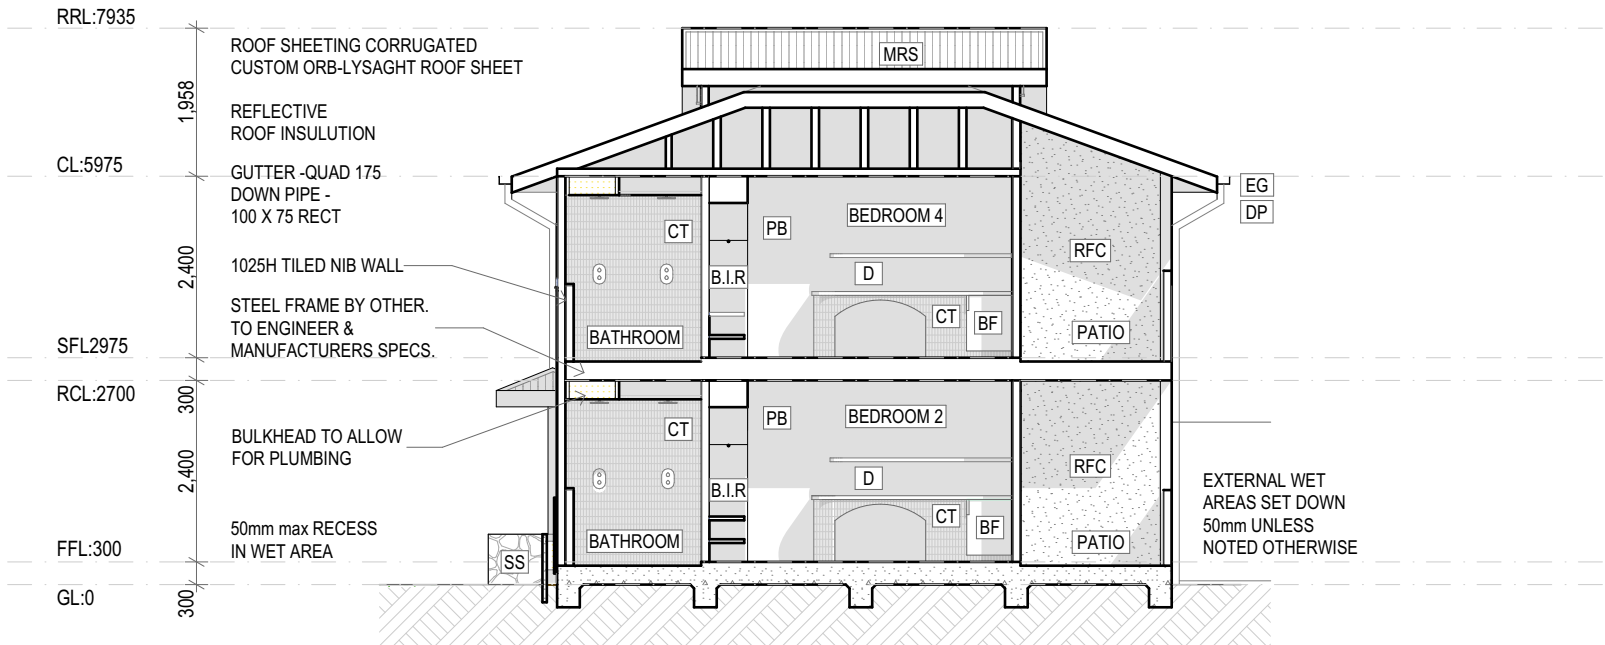 RRL:7935
ROOF SHEETING CORRUGATED
CUSTOM ORB-LYSAGHT ROOF SHEET
MRS
1,958
REFLECTIVE
ROOF INSULUTION
CL:5975
GUTTER -QUAD 175
DOWN PIPE -
100 X 75 RECT
EG
DP
CT
PB
BEDROOM 4
2,400
1025H TILED NIB WALL
B.I.R
D
RFC
STEEL FRAME BY OTHER.
TO ENGINEER &
MANUFACTURERS SPECS.
BATHROOM
CT
BF
PATIO
SFL2975
RCL:2700
300
CT
PB
BEDROOM 2
BULKHEAD TO ALLOW
FOR PLUMBING
2,400
B.I.R
D
RFC
EXTERNAL WET
AREAS SET DOWN
50mm UNLESS
NOTED OTHERWISE
50mm max RECESS
IN WET AREA
BATHROOM
CT
BF
PATIO
FFL:300
SS
GL:0
300